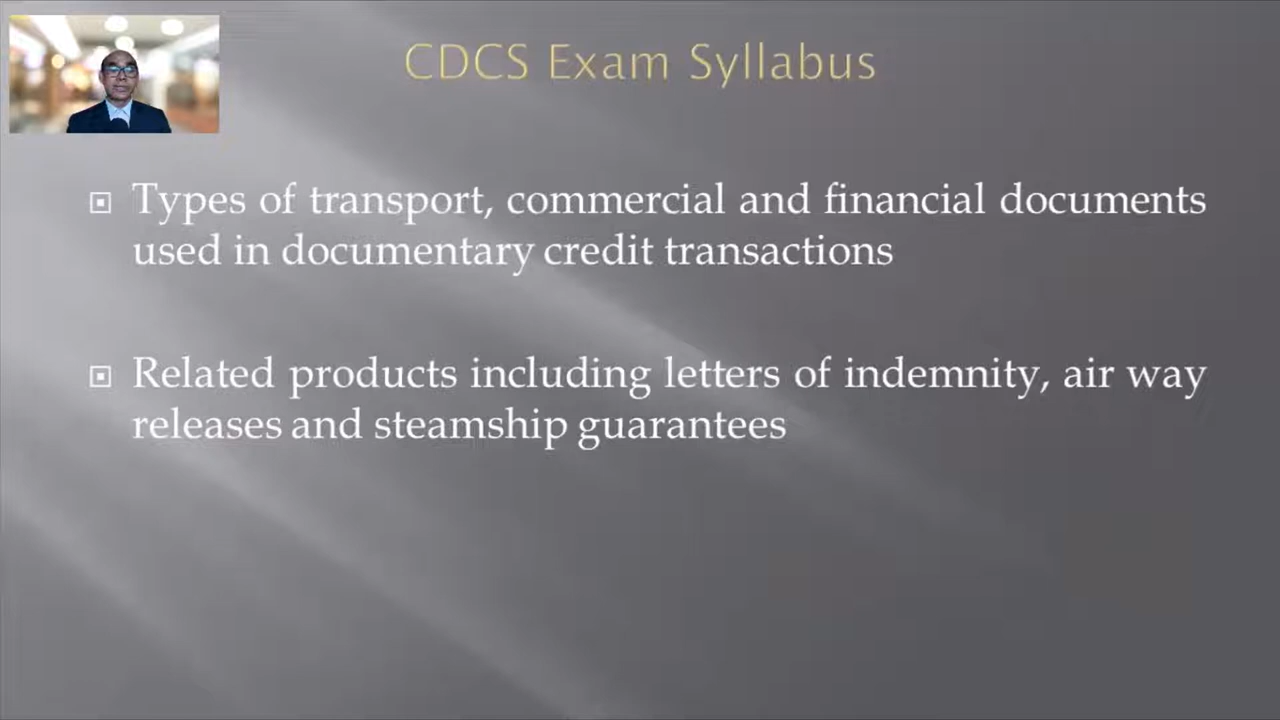 CDCS Exam Syllabus
Types of transport, commercial and financial documents
used in documentary credit transactions
Related products including letters of indemnity, air way
releases and steamship guarantees